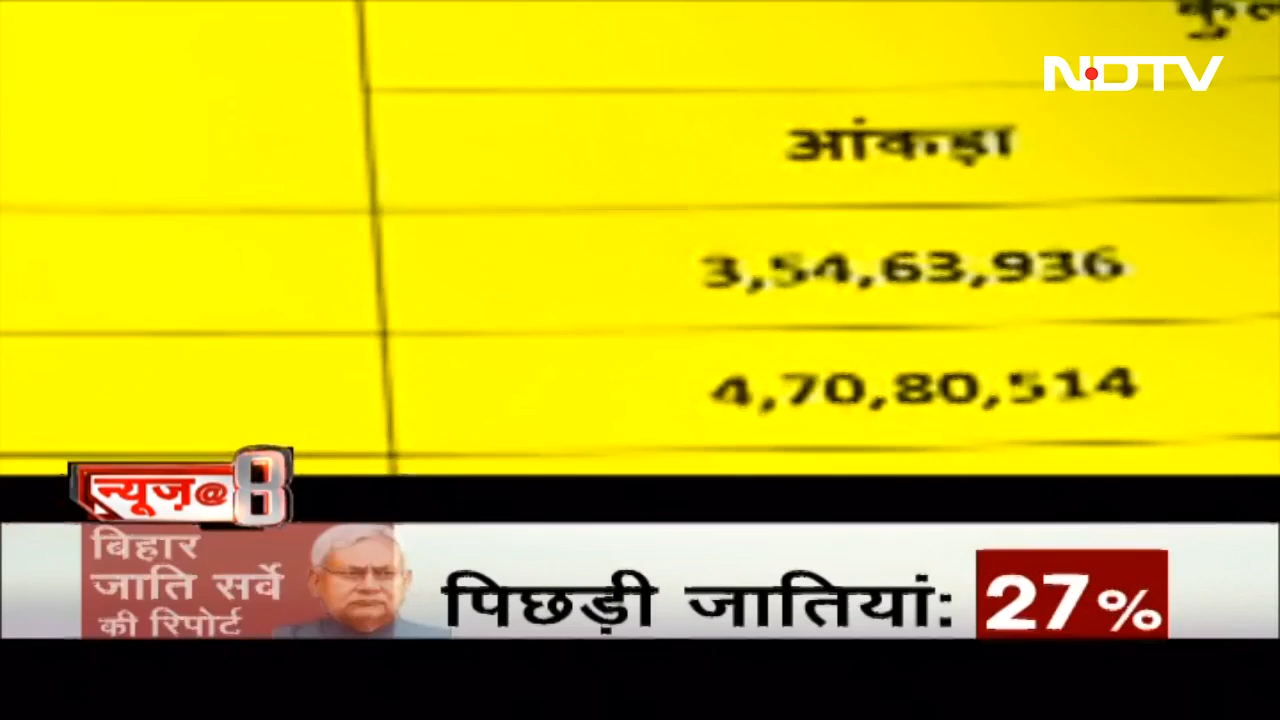 NDTV
आंकड़ा
3,54,63,936
4,70,80,514
न्यूज़@8
बिहार
जाति सर्वे
की रिपोर्ट
पिछड़ी जातियां: 27%